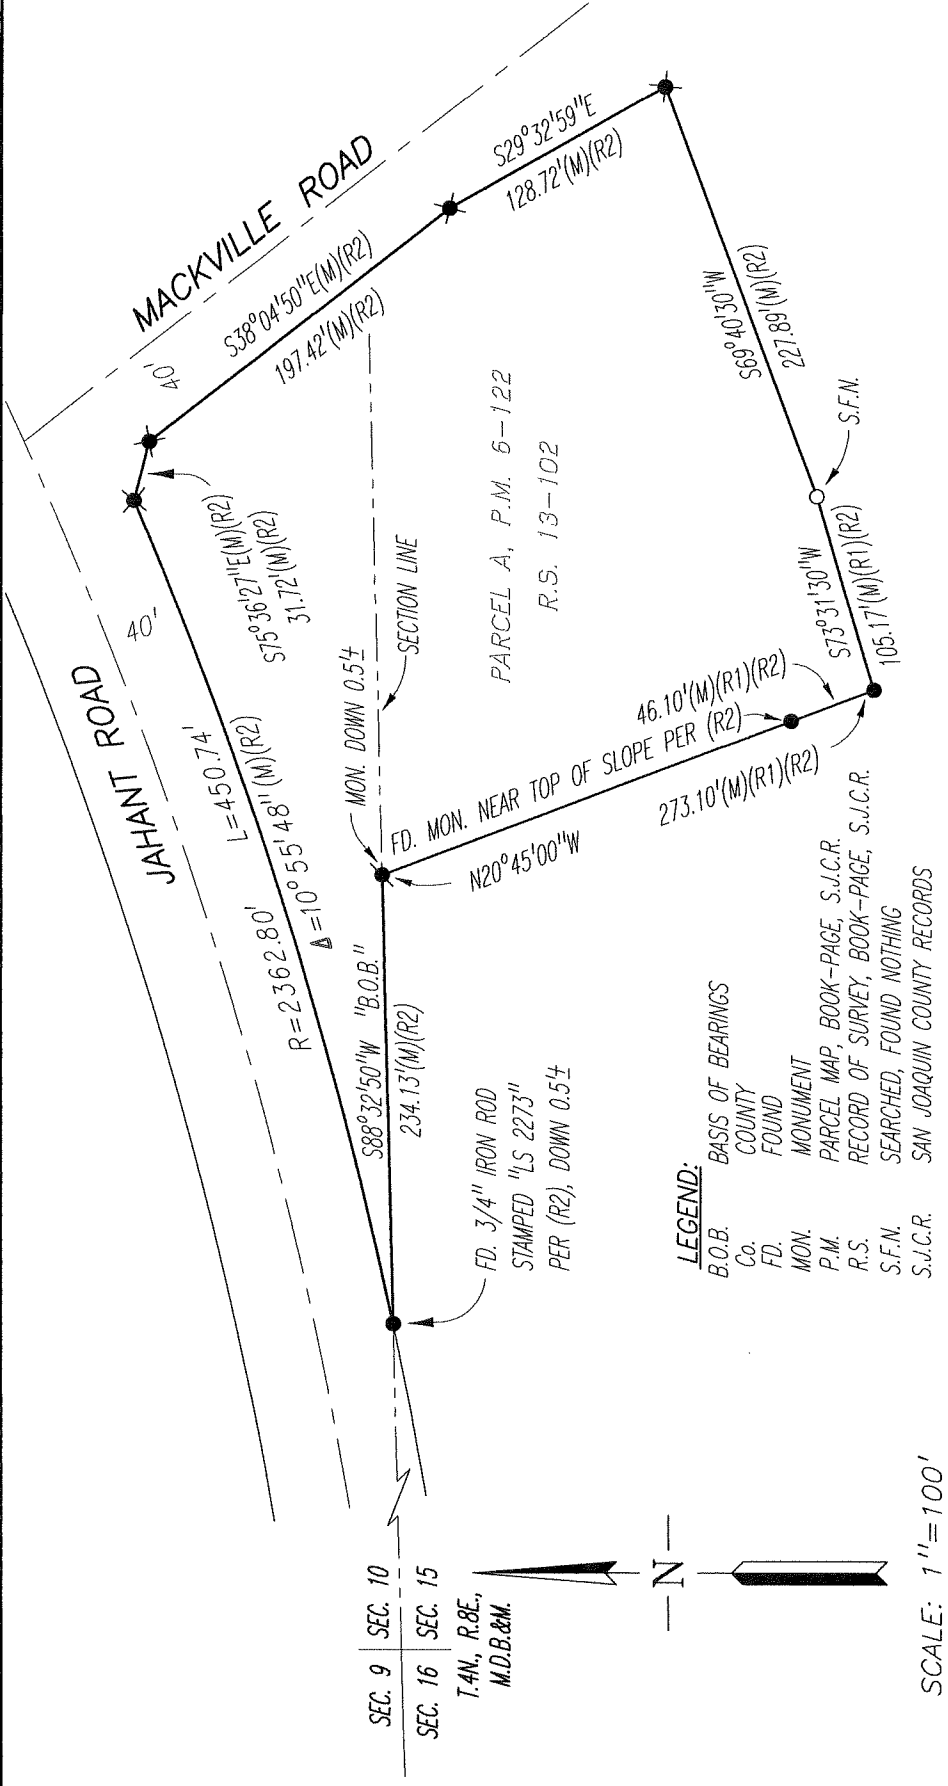 MACKVILLE ROAD
JAHANT ROAD
40'
40'
S38°04'50"E(M)(R2)
197.42'(M)(R2)
S29°32'59"E
128.72'(M)(R2)
S75°36'27"E(M)(R2)
31.72'(M)(R2)
L=450.74'
R=2362.80'
Δ=10°55'48"(M)(R2)
MON. DOWN 0.5'±
SECTION LINE
PARCEL A, P.M. 6-122
R.S. 13-102
S69°40'30"W
227.89'(M)(R2)
S.F.N.
S73°31'30"W
105.17'(M)(R1)(R2)
46.10'(M)(R1)(R2)
FD. MON. NEAR TOP OF SLOPE PER (R2)
273.10'(M)(R1)(R2)
N20°45'00"W
S88°32'50"W "B.O.B."
234.13'(M)(R2)
FD. 3/4" IRON ROD
STAMPED "LS 2273"
PER (R2), DOWN 0.5'±
SEC. 9 SEC. 10
SEC. 16 SEC. 15
T.4N., R.8E.,
M.D.B.&M.
N
SCALE: 1"=100'
LEGEND:
B.O.B. BASIS OF BEARINGS
Co. COUNTY
FD. FOUND
MON. MONUMENT
P.M. PARCEL MAP, BOOK-PAGE, S.J.C.R.
R.S. RECORD OF SURVEY, BOOK-PAGE, S.J.C.R.
S.F.N. SEARCHED, FOUND NOTHING
S.J.C.R. SAN JOAQUIN COUNTY RECORDS